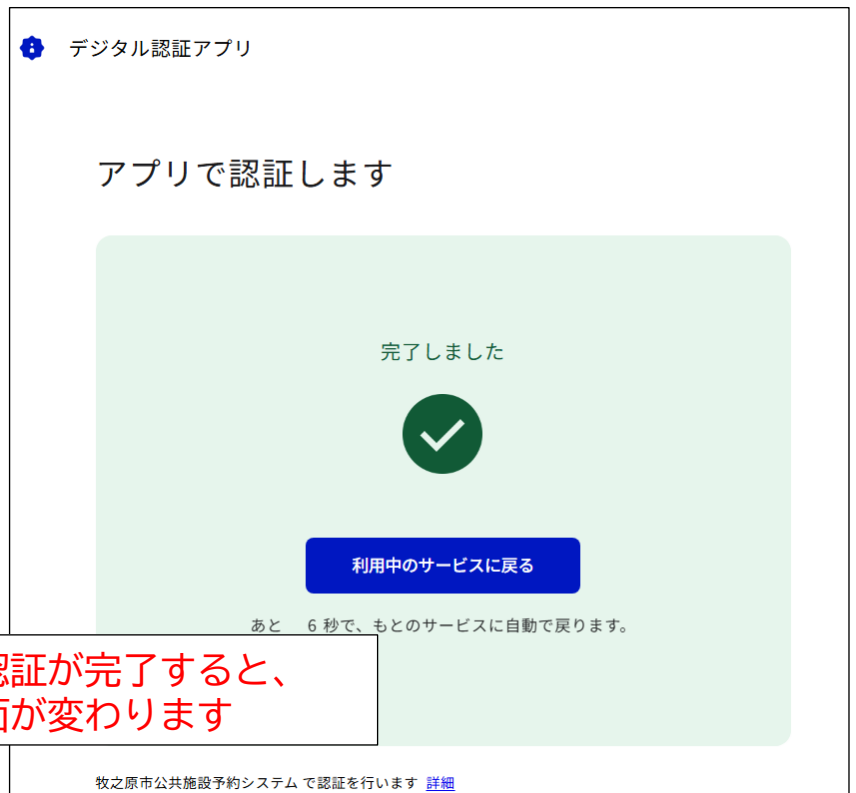 デジタル認証アプリ
アプリで認証します
完了しました
利用中のサービスに戻る
あと 6 秒で、もとのサービスに自動で戻ります。
証が完了すると、
が変わります
牧之原市公共施設予約システム で認証を行います 詳細